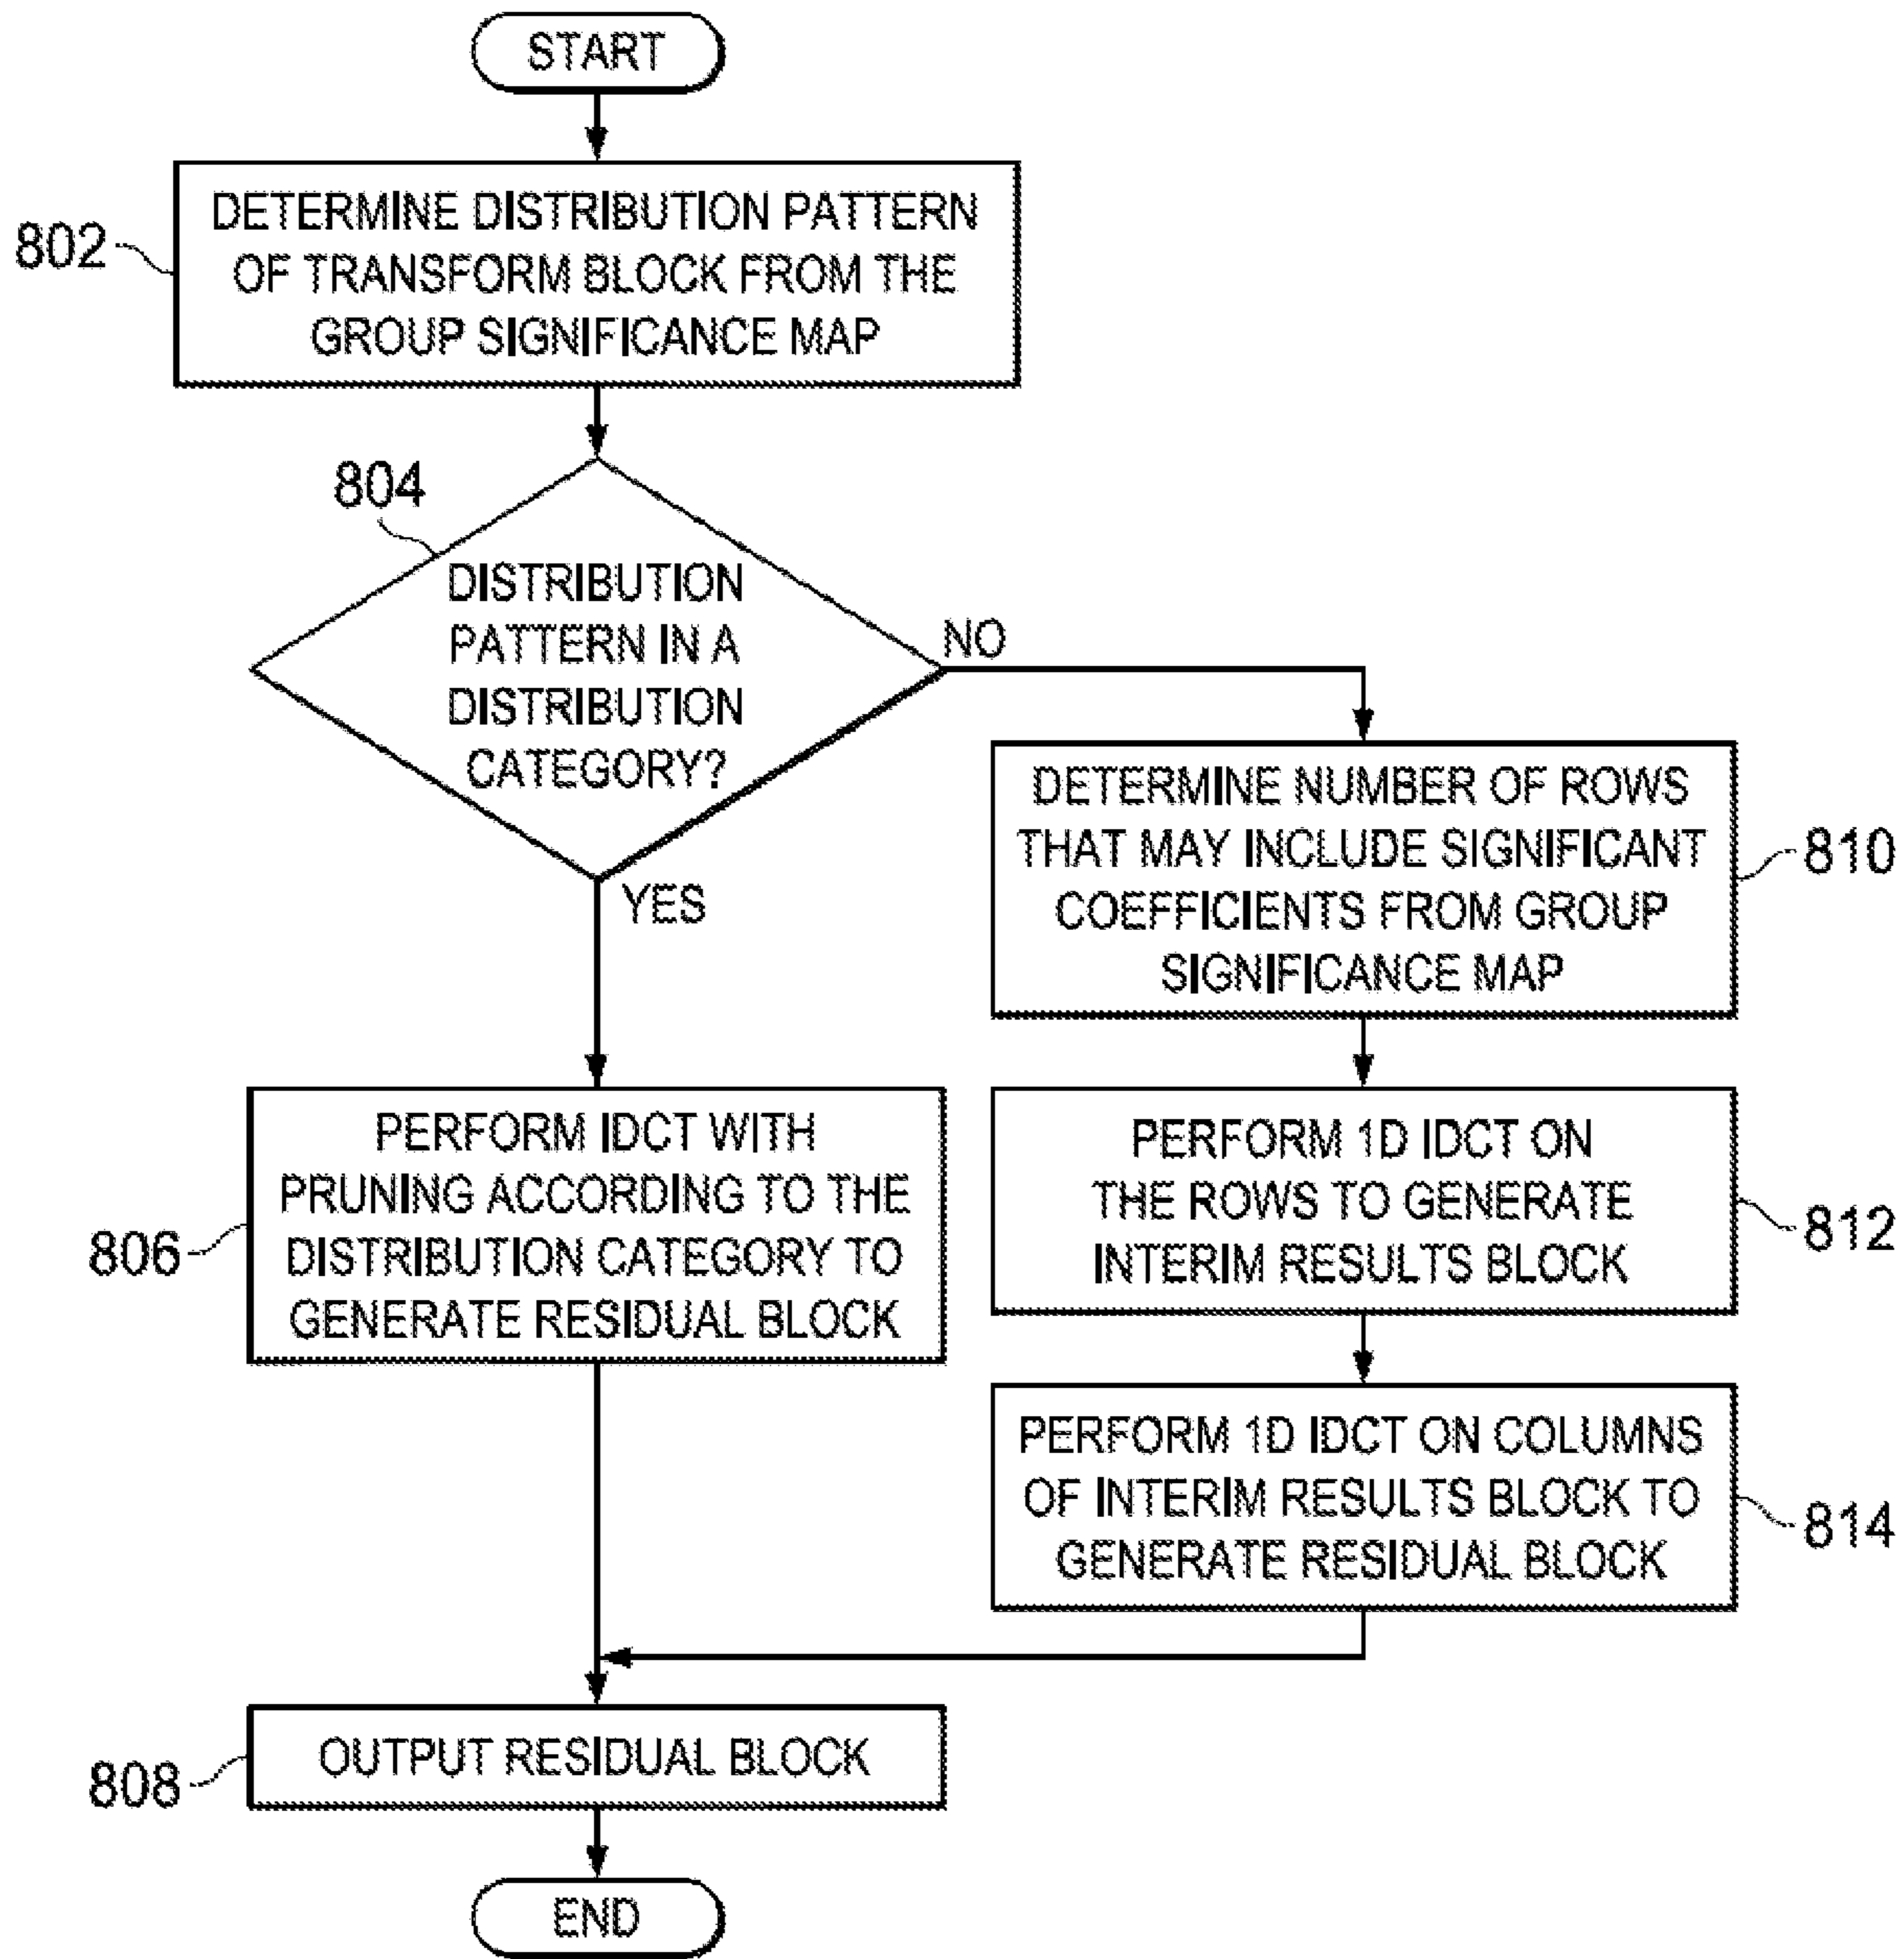 START
802
DETERMINE DISTRIBUTION PATTERN
OF TRANSFORM BLOCK FROM THE
GROUP SIGNIFICANCE MAP
804
DISTRIBUTION
PATTERN IN A
DISTRIBUTION
CATEGORY?
NO
YES
DETERMINE NUMBER OF ROWS
THAT MAY INCLUDE SIGNIFICANT
COEFFICIENTS FROM GROUP
SIGNIFICANCE MAP
810
806
PERFORM IDCT WITH
PRUNING ACCORDING TO THE
DISTRIBUTION CATEGORY TO
GENERATE RESIDUAL BLOCK
PERFORM 1D IDCT ON
THE ROWS TO GENERATE
INTERIM RESULTS BLOCK
812
PERFORM 1D IDCT ON COLUMNS
OF INTERIM RESULTS BLOCK TO
GENERATE RESIDUAL BLOCK
814
808
OUTPUT RESIDUAL BLOCK
END